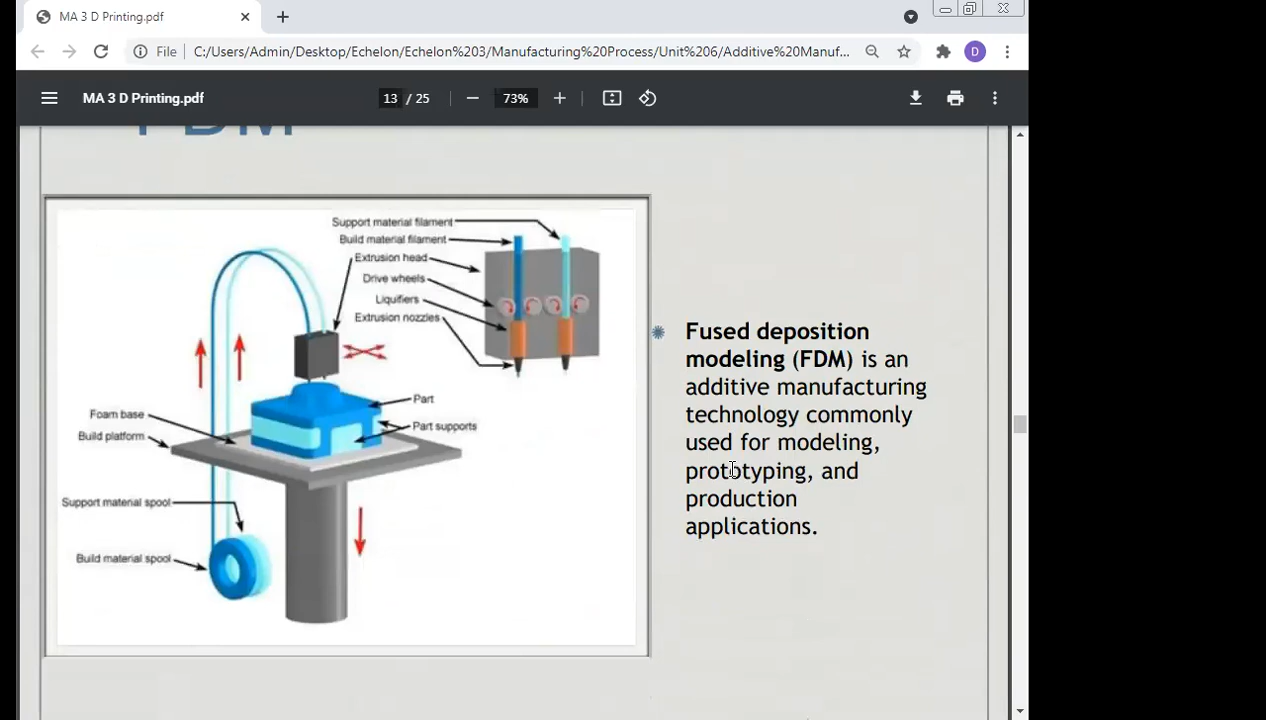 MA 3 D Printing.pdf
File
C:/Users/Admin/Desktop/Echelon/Echelon%203/Manufacturing%20Process/Unit%206/Additive%20Manuf...
D
MA 3 D Printing.pdf
13 / 25
73%
FDM
Support material filament
Build material filament
Extrusion head
Drive wheels
Liquifiers
Extrusion nozzles
Foam base
Build platform
Part
Part supports
Support material spool
Build material spool
Fused deposition
modeling (FDM) is an
additive manufacturing
technology commonly
used for modeling,
prototyping, and
production
applications.